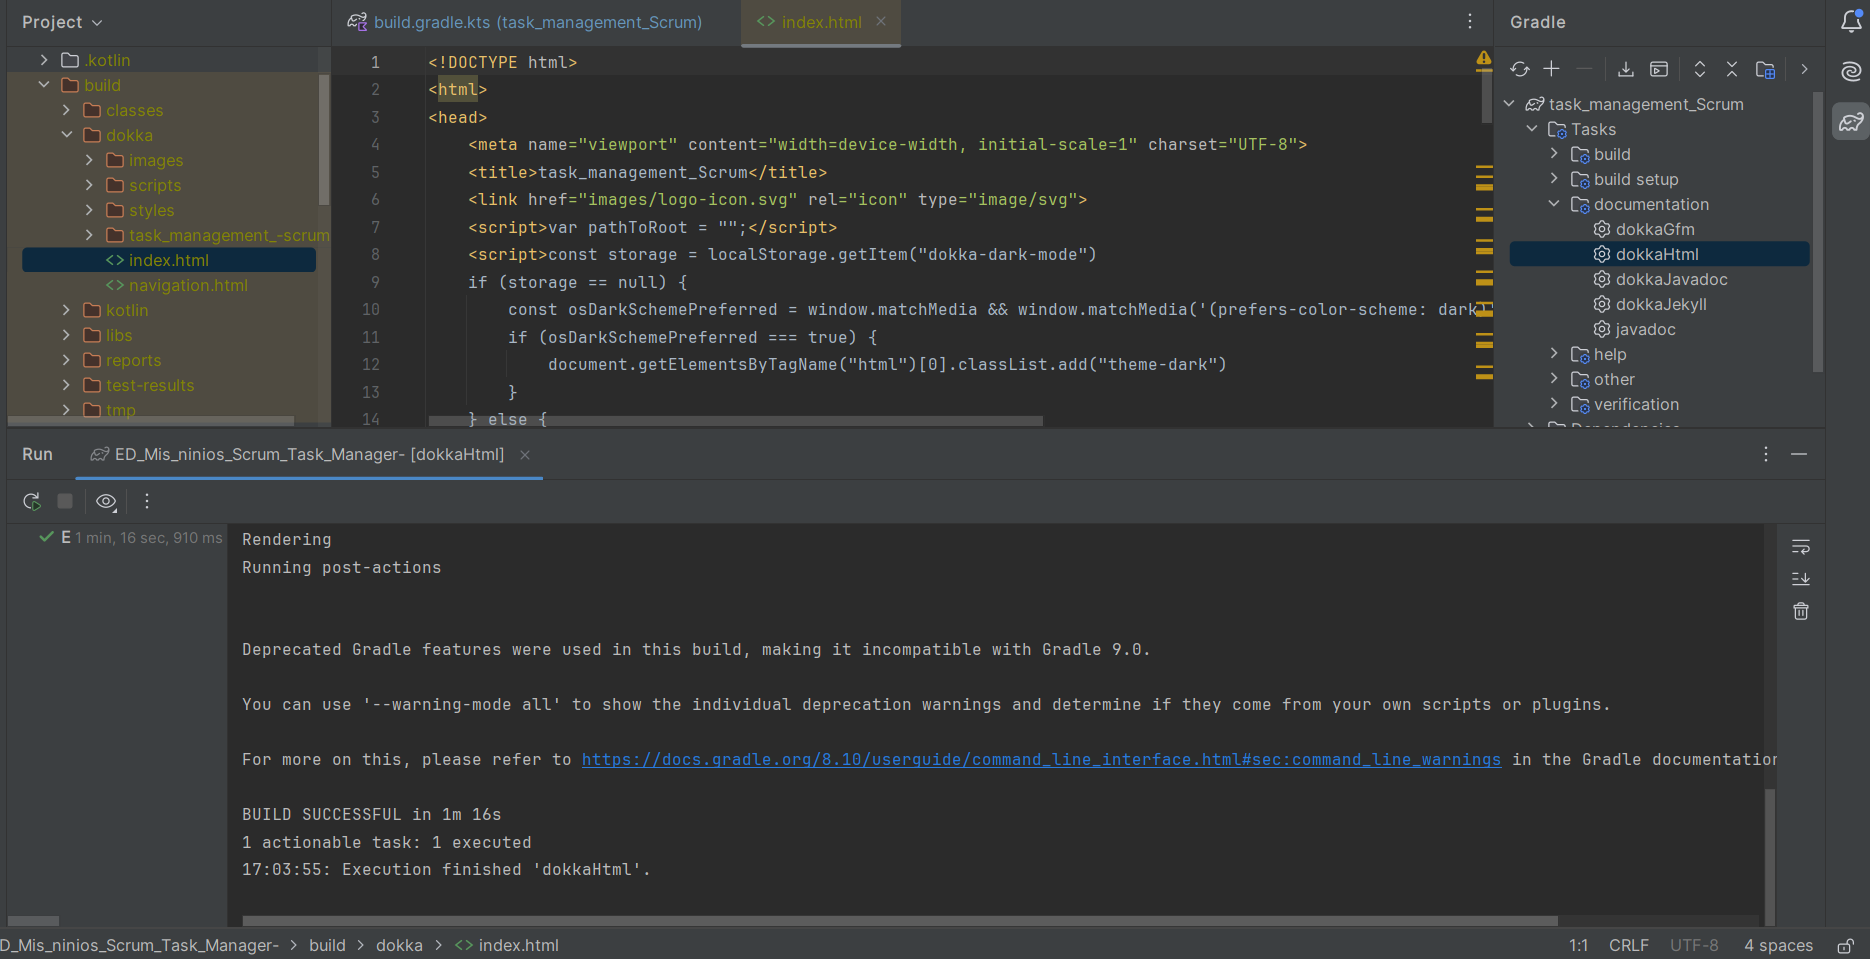 Project
build.gradle.kts (task_management_Scrum)
index.html
Gradle
.kotlin
build
classes
dokka
images
scripts
styles
task_management_-scrum
index.html
navigation.html
kotlin
libs
reports
test-results
tmp
1 <!DOCTYPE html>
2 <html>
3 <head>
4 <meta name="viewport" content="width=device-width, initial-scale=1" charset="UTF-8">
5 <title>task_management_Scrum</title>
6 <link href="images/logo-icon.svg" rel="icon" type="image/svg">
7 <script>var pathToRoot = "";</script>
8 <script>const storage = localStorage.getItem("dokka-dark-mode")
9 if (storage == null) {
10 const osDarkSchemePreferred = window.matchMedia && window.matchMedia('(prefers-color-scheme: dark)
11 if (osDarkSchemePreferred === true) {
12 document.getElementsByTagName("html")[0].classList.add("theme-dark")
13 }
14 } else {
task_management_Scrum
Tasks
build
build setup
documentation
dokkaGfm
dokkaHtml
dokkaJavadoc
dokkaJekyll
javadoc
help
other
verification
Dependencies
Run
ED_Mis_ninios_Scrum_Task_Manager- [dokkaHtml]
E 1 min, 16 sec, 910 ms
Rendering
Running post-actions
Deprecated Gradle features were used in this build, making it incompatible with Gradle 9.0.
You can use '--warning-mode all' to show the individual deprecation warnings and determine if they come from your own scripts or plugins.
For more on this, please refer to https://docs.gradle.org/8.10/userguide/command_line_interface.html#sec:command_line_warnings in the Gradle documentation
BUILD SUCCESSFUL in 1m 16s
1 actionable task: 1 executed
17:03:55: Execution finished 'dokkaHtml'.
D_Mis_ninios_Scrum_Task_Manager- > build > dokka > index.html
1:1 CRLF UTF-8 4 spaces